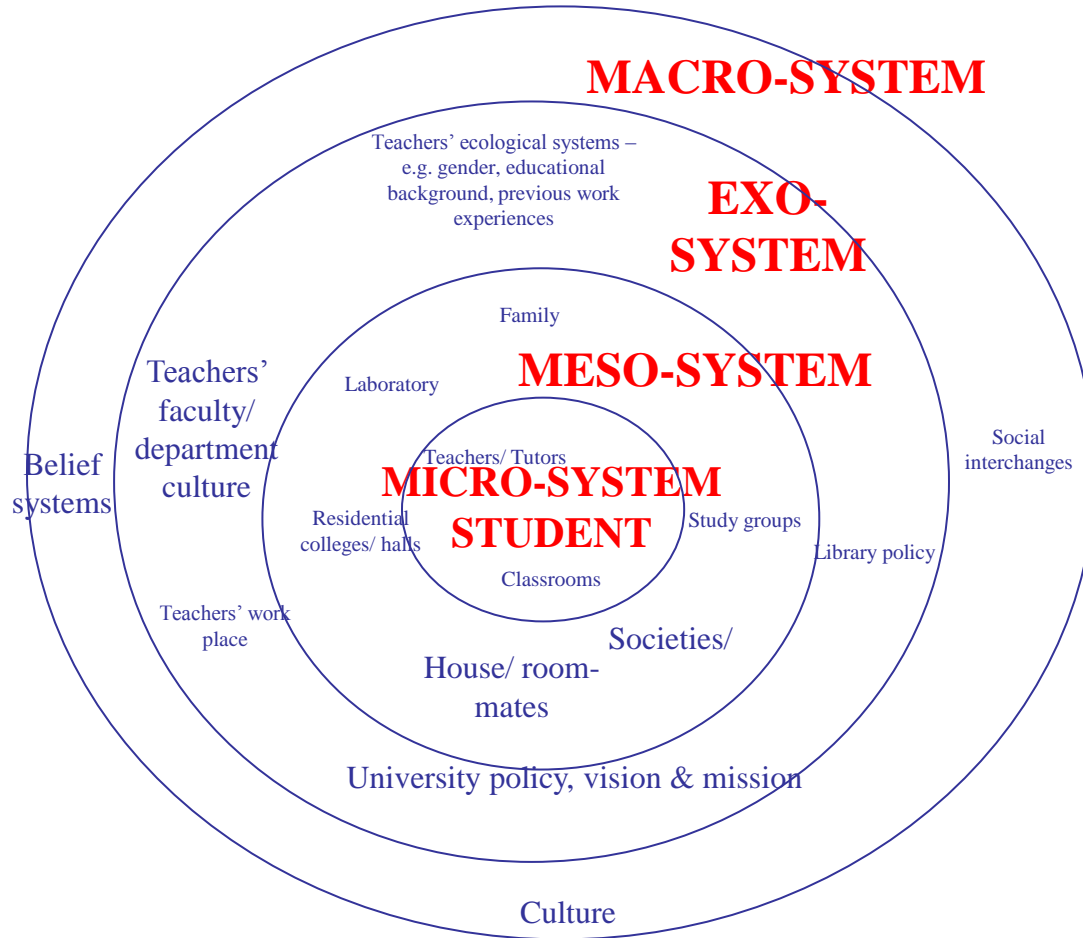 MACRO-SYSTEM
Teachers’ ecological systems –
e.g. gender, educational
background, previous work
experiences
EXO-
SYSTEM
Family
MESO-SYSTEM
Laboratory
Teachers’
faculty/
department
culture
Belief
systems
Social
interchanges
Teachers/ Tutors
MICRO-SYSTEM
STUDENT
Residential
colleges/ halls
Study groups
Library policy
Classrooms
Teachers’ work
place
Societies/
House/ room-
mates
University policy, vision & mission
Culture